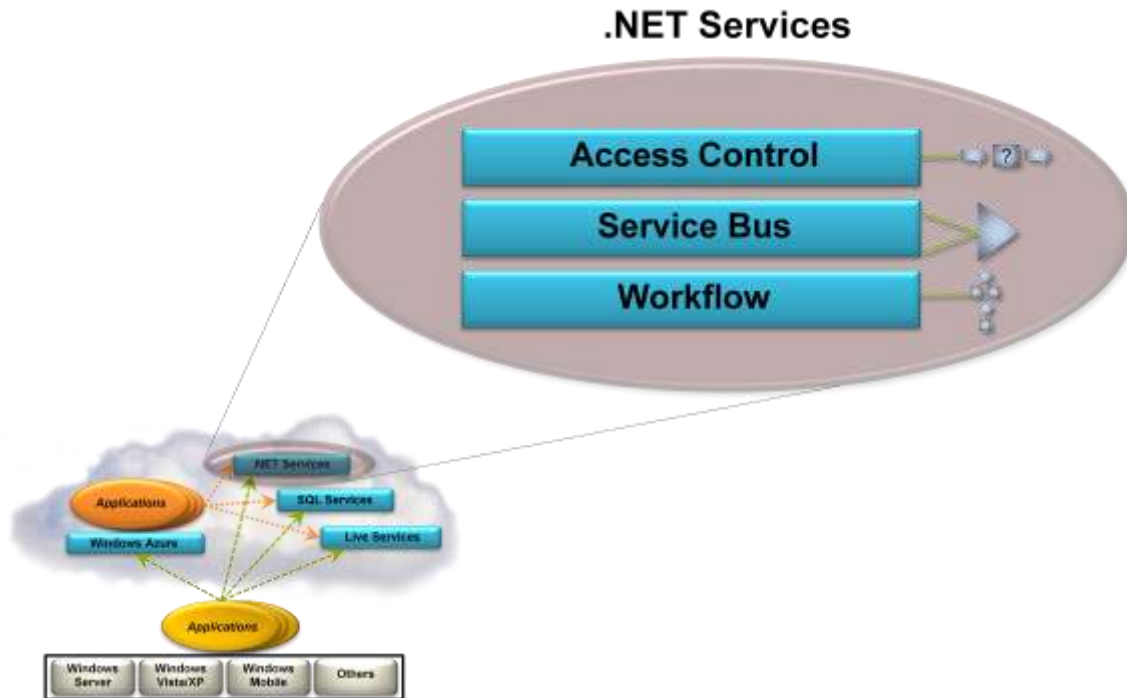 .NET Services
Access Control
?
Service Bus
Workflow
.NET Services
Applications
SQL Services
Windows Azure
Live Services
Applications
Windows
Server
Windows
Vista/XP
Windows
Mobile
Others